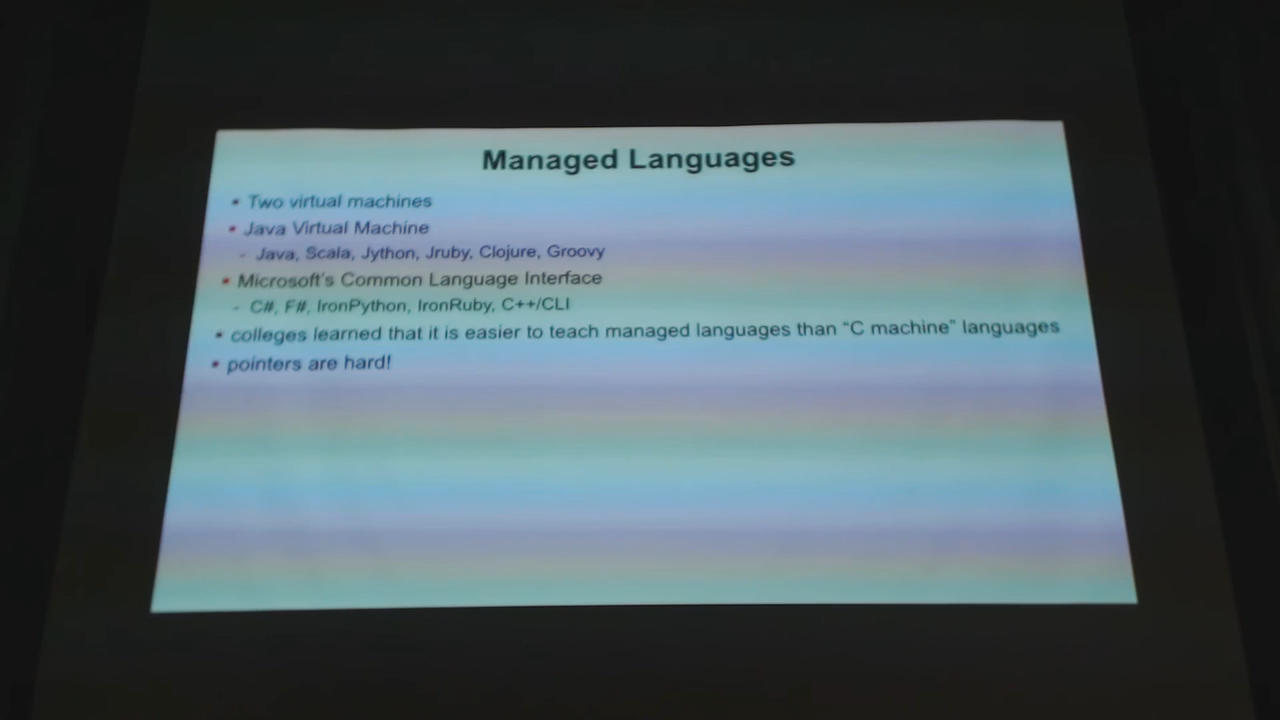 Managed Languages
• Two virtual machines
• Java Virtual Machine
- Java, Scala, Jython, Jruby, Clojure, Groovy
• Microsoft's Common Language Interface
- C#, F#, IronPython, IronRuby, C++/CLI
• colleges learned that it is easier to teach managed languages than “C machine” languages
• pointers are hard!